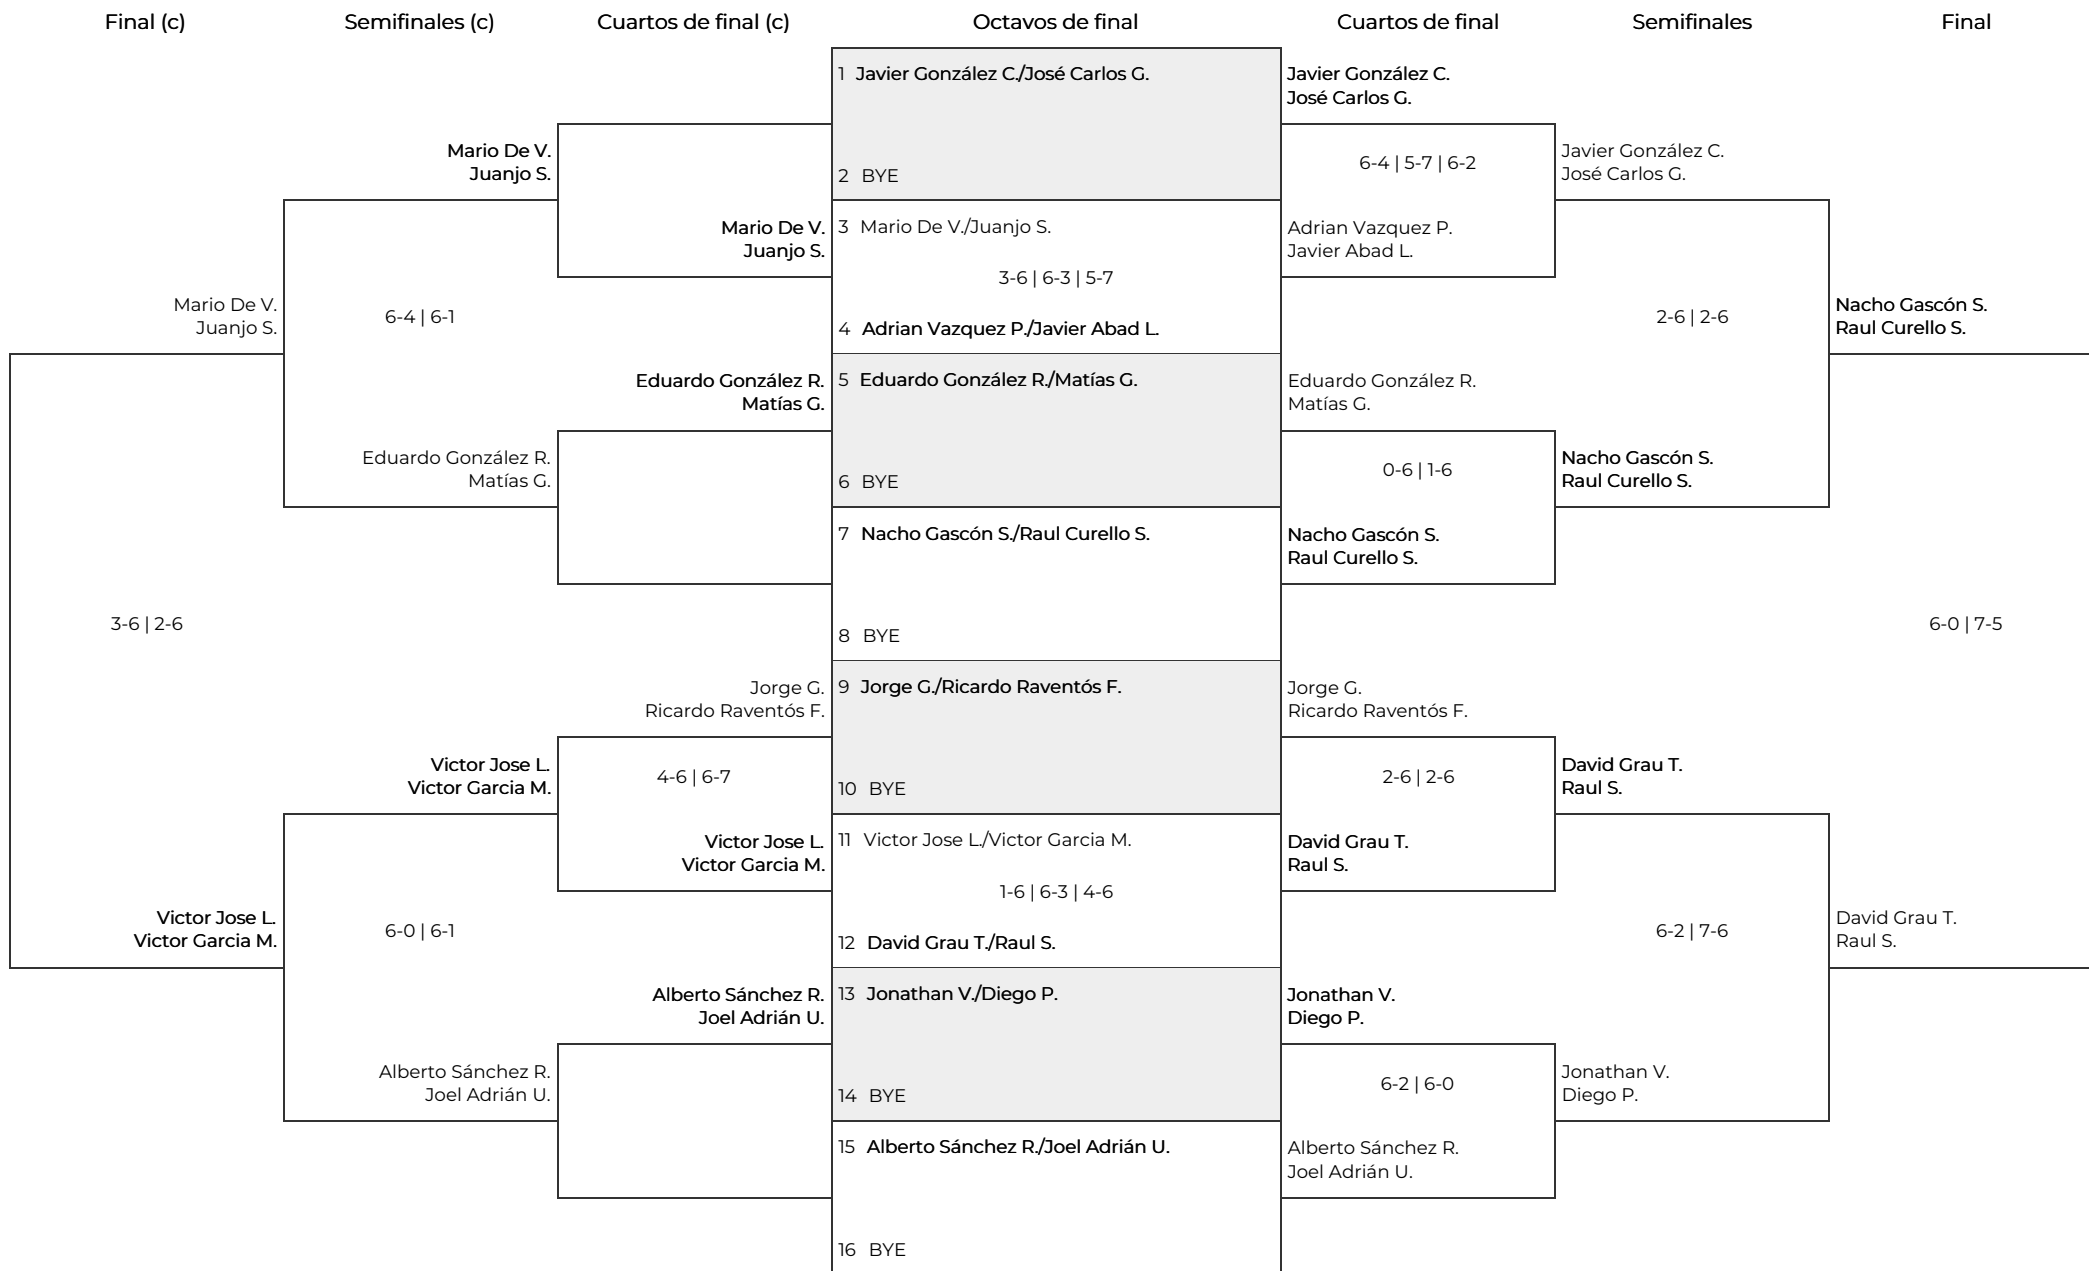 Final (c)
Semifinales (c)
Cuartos de final (c)
Octavos de final
Cuartos de final
Semifinales
Final
Mario De V.
Juanjo S.
3-6 | 2-6
Victor Jose L.
Victor Garcia M.
Mario De V.
Juanjo S.
6-4 | 6-1
Eduardo González R.
Matías G.
Victor Jose L.
Victor Garcia M.
6-0 | 6-1
Alberto Sánchez R.
Joel Adrián U.
Mario De V.
Juanjo S.
Eduardo González R.
Matías G.
Jorge G.
Ricardo Raventós F.
4-6 | 6-7
Victor Jose L.
Victor Garcia M.
Alberto Sánchez R.
Joel Adrián U.
1 Javier González C./José Carlos G.
2 BYE
3 Mario De V./Juanjo S.
3-6 | 6-3 | 5-7
4 Adrian Vazquez P./Javier Abad L.
5 Eduardo González R./Matías G.
6 BYE
7 Nacho Gascón S./Raul Curello S.
8 BYE
9 Jorge G./Ricardo Raventós F.
10 BYE
11 Victor Jose L./Victor Garcia M.
1-6 | 6-3 | 4-6
12 David Grau T./Raul S.
13 Jonathan V./Diego P.
14 BYE
15 Alberto Sánchez R./Joel Adrián U.
16 BYE
Javier González C.
José Carlos G.
6-4 | 5-7 | 6-2
Adrian Vazquez P.
Javier Abad L.
Eduardo González R.
Matías G.
0-6 | 1-6
Nacho Gascón S.
Raul Curello S.
Jorge G.
Ricardo Raventós F.
2-6 | 2-6
David Grau T.
Raul S.
Jonathan V.
Diego P.
6-2 | 6-0
Alberto Sánchez R.
Joel Adrián U.
Javier González C.
José Carlos G.
2-6 | 2-6
Nacho Gascón S.
Raul Curello S.
David Grau T.
Raul S.
6-2 | 7-6
Jonathan V.
Diego P.
Nacho Gascón S.
Raul Curello S.
6-0 | 7-5
David Grau T.
Raul S.